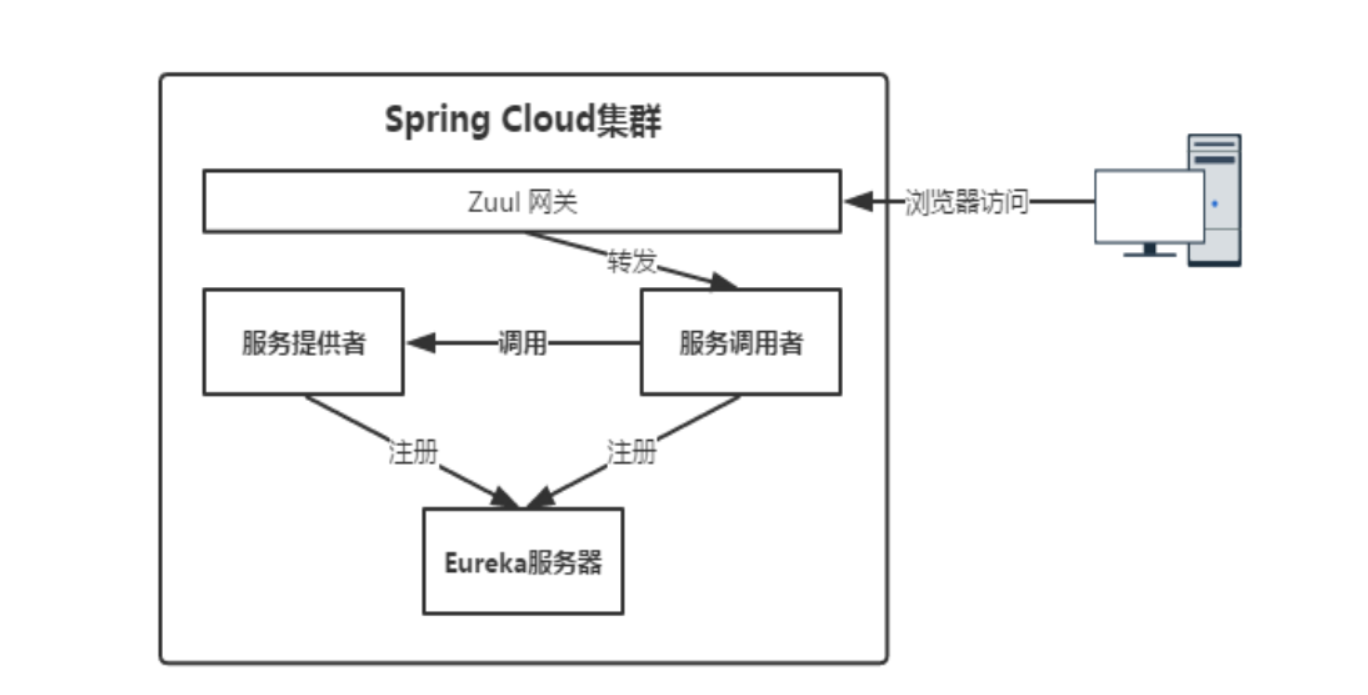 Spring Cloud集群
Zuul 网关
浏览器访问
转发
服务提供者
调用
服务调用者
注册
注册
Eureka服务器